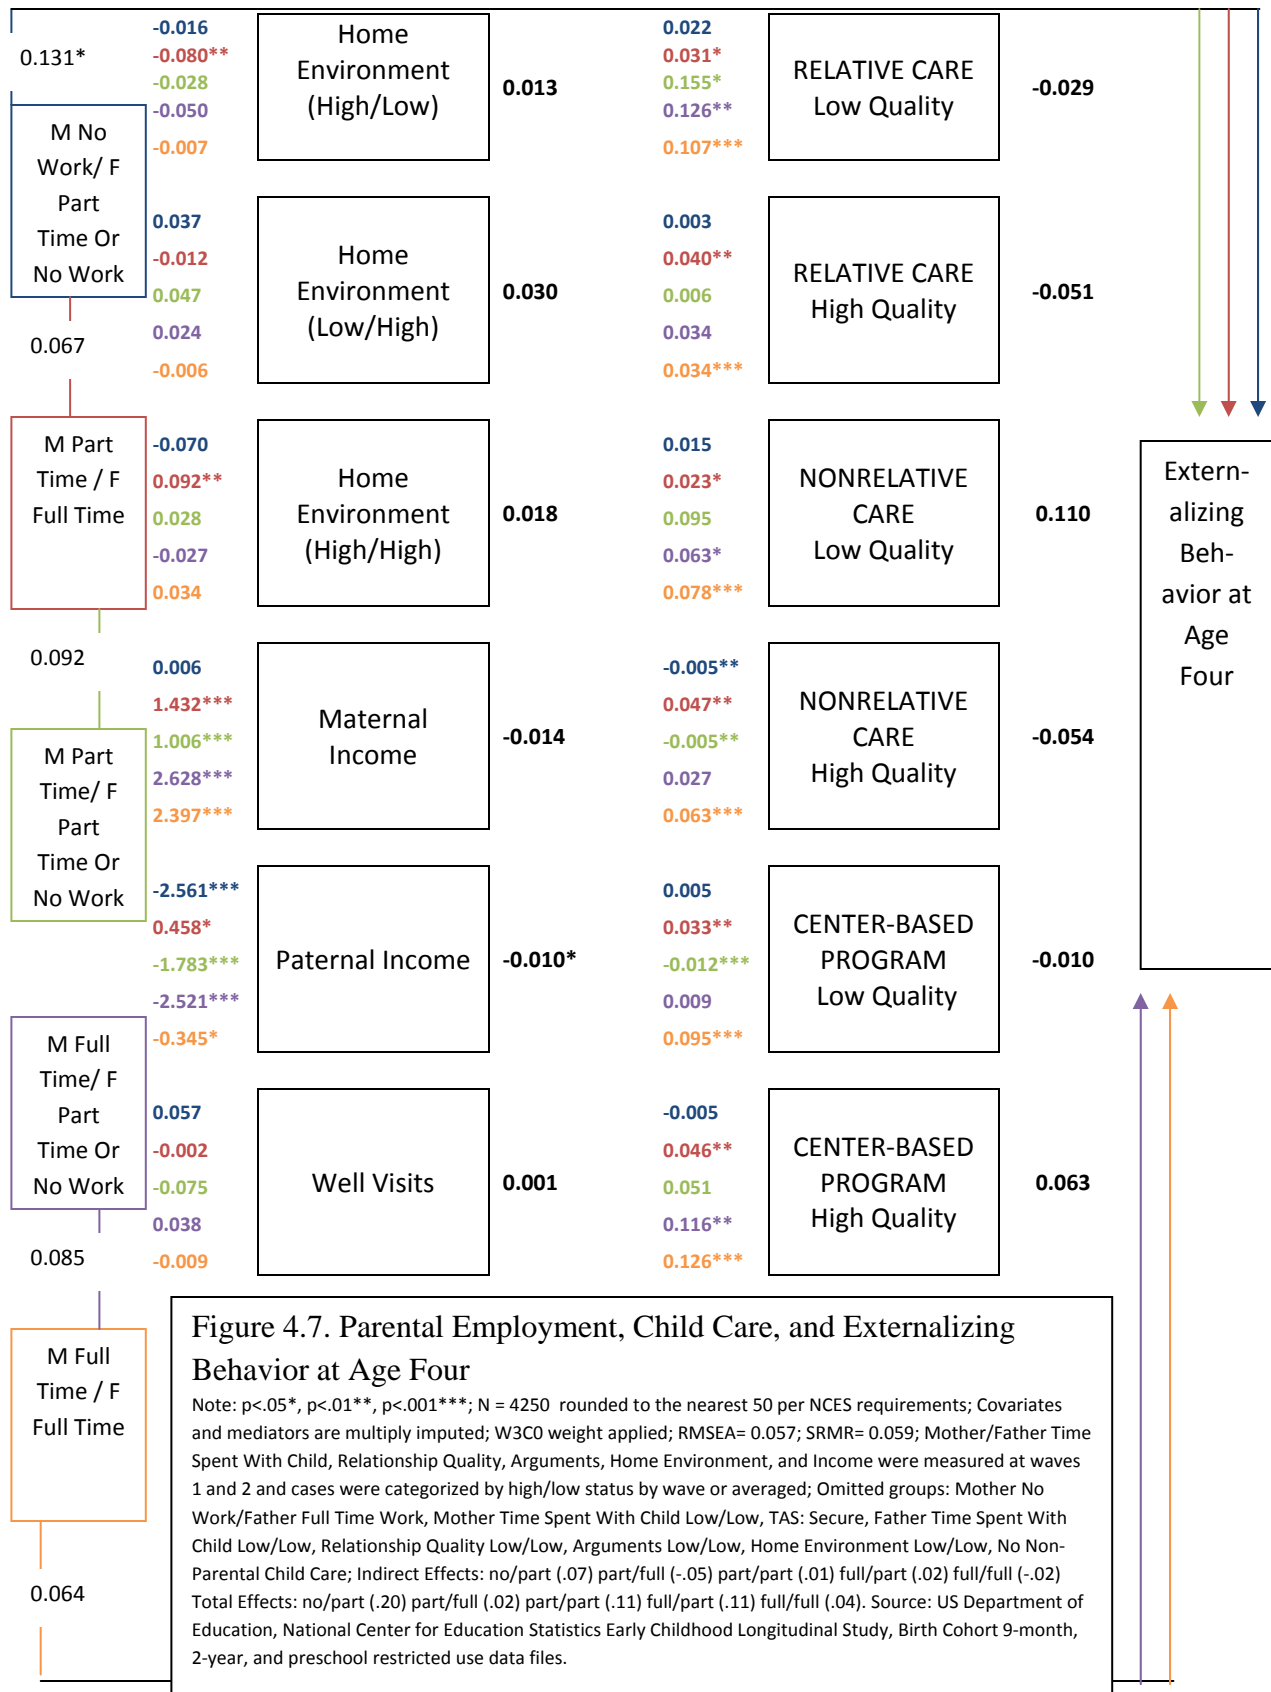 0.131*
M No
Work/ F
Part
Time Or
No Work
0.067
M Part
Time / F
Full Time
0.092
M Part
Time/ F
Part
Time Or
No Work
M Full
Time/ F
Part
Time Or
No Work
0.085
M Full
Time / F
Full Time
0.064
-0.016
-0.080**
-0.028
-0.050
-0.007
Home
Environment
(High/Low)
0.013
0.037
-0.012
0.047
0.024
-0.006
Home
Environment
(Low/High)
0.030
-0.070
0.092**
0.028
-0.027
0.034
Home
Environment
(High/High)
0.018
0.006
1.432***
1.006***
2.628***
2.397***
Maternal
Income
-0.014
-2.561***
0.458*
-1.783***
-2.521***
-0.345*
Paternal Income
-0.010*
0.057
-0.002
-0.075
0.038
-0.009
Well Visits
0.001
0.022
0.031*
0.155*
0.126**
0.107***
RELATIVE CARE
Low Quality
-0.029
0.003
0.040**
0.006
0.034
0.034***
RELATIVE CARE
High Quality
-0.051
0.015
0.023*
0.095
0.063*
0.078***
NONRELATIVE
CARE
Low Quality
0.110
-0.005**
0.047**
-0.005**
0.027
0.063***
NONRELATIVE
CARE
High Quality
-0.054
0.005
0.033**
-0.012***
0.009
0.095***
CENTER-BASED
PROGRAM
Low Quality
-0.010
-0.005
0.046**
0.051
0.116**
0.126***
CENTER-BASED
PROGRAM
High Quality
0.063
Extern-
alizing
Beh-
avior at
Age
Four
Figure 4.7. Parental Employment, Child Care, and Externalizing
Behavior at Age Four
Note: p<.05*, p<.01**, p<.001***; N = 4250 rounded to the nearest 50 per NCES requirements; Covariates
and mediators are multiply imputed; W3C0 weight applied; RMSEA= 0.057; SRMR= 0.059; Mother/Father Time
Spent With Child, Relationship Quality, Arguments, Home Environment, and Income were measured at waves
1 and 2 and cases were categorized by high/low status by wave or averaged; Omitted groups: Mother No
Work/Father Full Time Work, Mother Time Spent With Child Low/Low, TAS: Secure, Father Time Spent With
Child Low/Low, Relationship Quality Low/Low, Arguments Low/Low, Home Environment Low/Low, No Non-
Parental Child Care; Indirect Effects: no/part (.07) part/full (-.05) part/part (.01) full/part (.02) full/full (-.02)
Total Effects: no/part (.20) part/full (.02) part/part (.11) full/part (.11) full/full (.04). Source: US Department of
Education, National Center for Education Statistics Early Childhood Longitudinal Study, Birth Cohort 9-month,
2-year, and preschool restricted use data files.